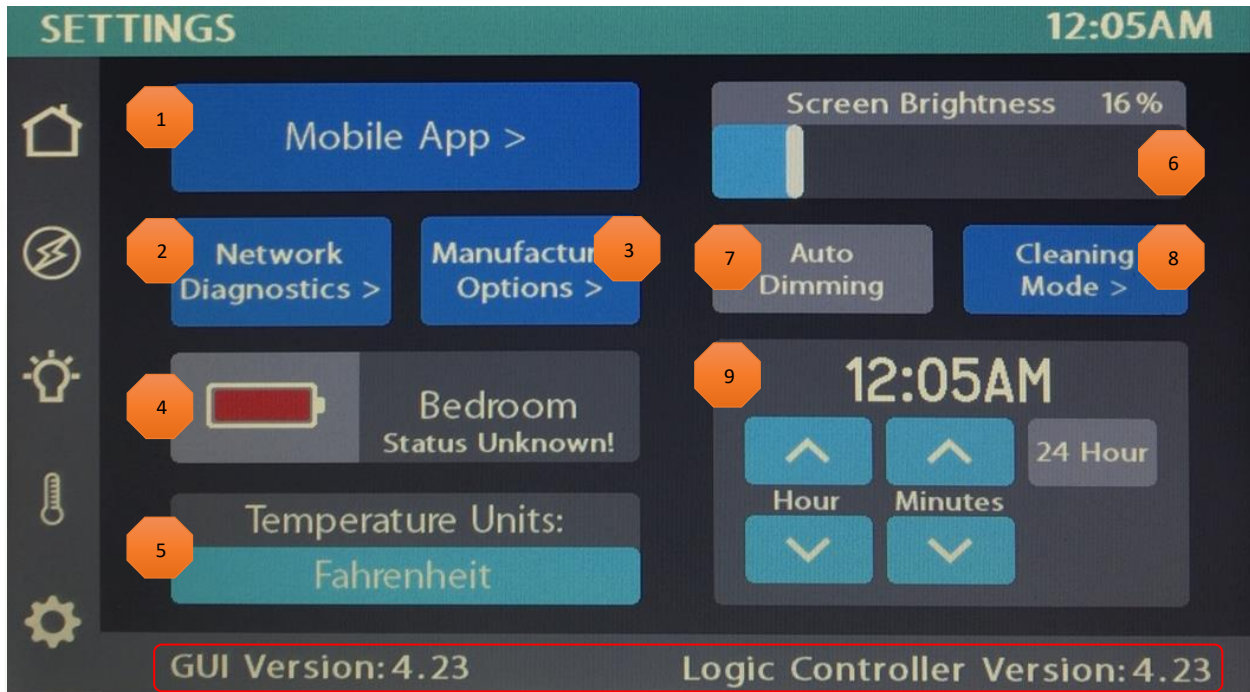 SETTINGS
12:05AM
1
Mobile App >
Screen Brightness 16%
6
2
Network
Diagnostics >
3
Manufactur
Options >
7
Auto
Dimming
8
Cleaning
Mode >
4
Bedroom
Status Unknown!
9
12:05AM
24 Hour
Hour
Minutes
5
Temperature Units:
Fahrenheit
GUI Version: 4.23
Logic Controller Version: 4.23